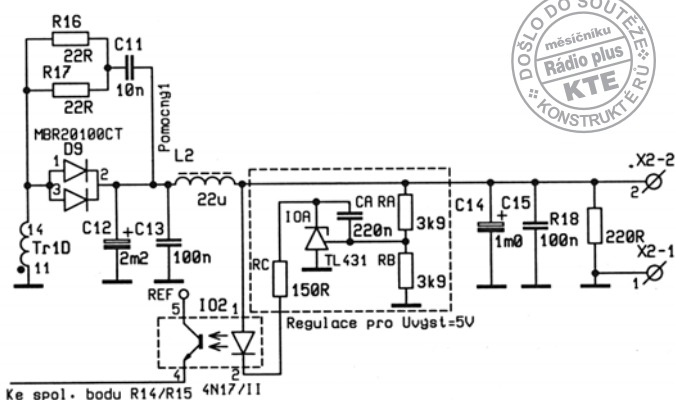 R16
22R
C11
R17
22R
10n
Pomocny1
MBR20100CT
D9
1
3
2
L2
22u
14
Tr1D
11
C12
+
2m2
C13
100n
REF
5
IO2
1
4
2
4N17/II
Ke spol. bodu R14/R15
RC
150R
IOA
TL431
CA
220n
RA
3k9
RB
3k9
Regulace pro Uvyst=5V
C14
+
1m0
C15
100n
R18
220R
X2-2
2
X2-1
1
DOŠLO DO SOUTĚŽE
měsíčníku
Rádio plus
KTE
KONSTRUKTÉRŮ